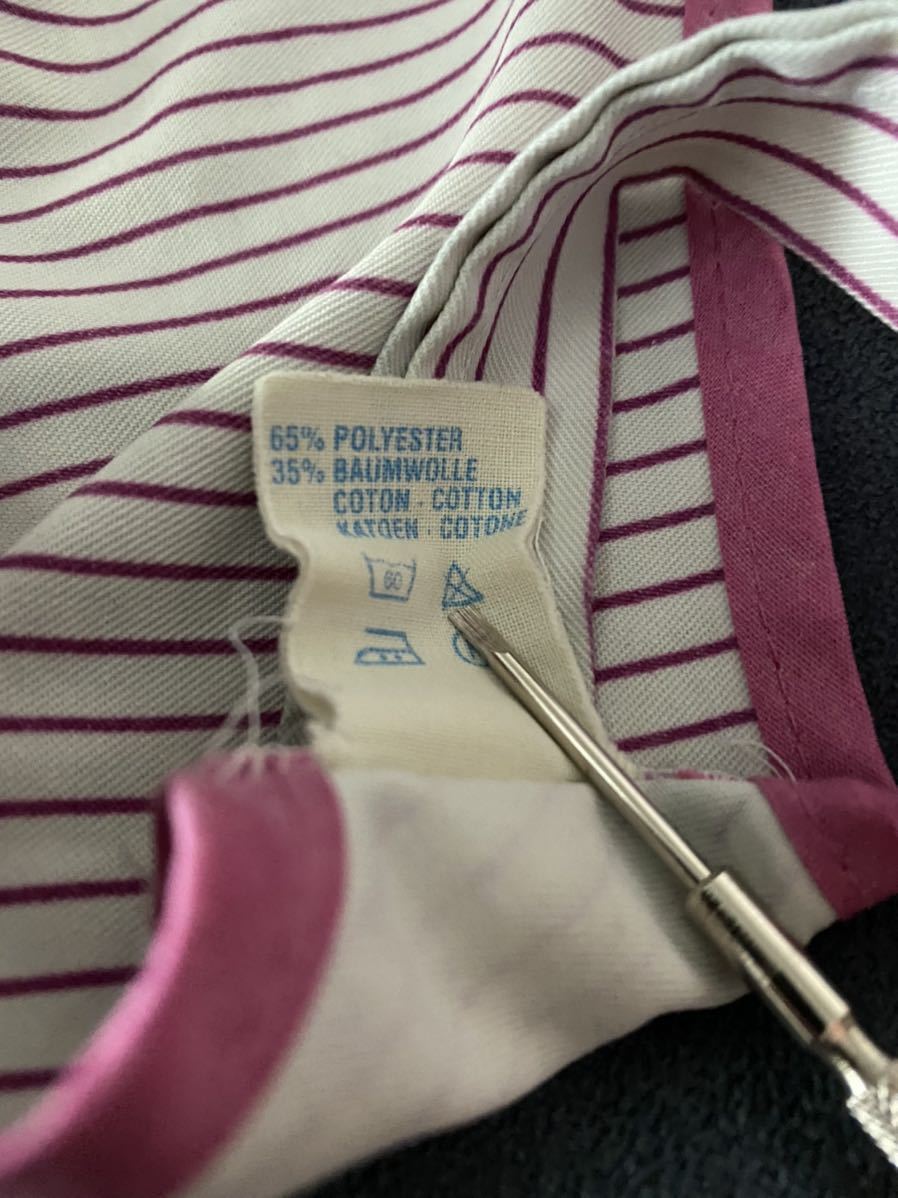 65% POLYESTER
35% BAUMWOLLE
COTON · COTTON
KATOEN · COTONE
60